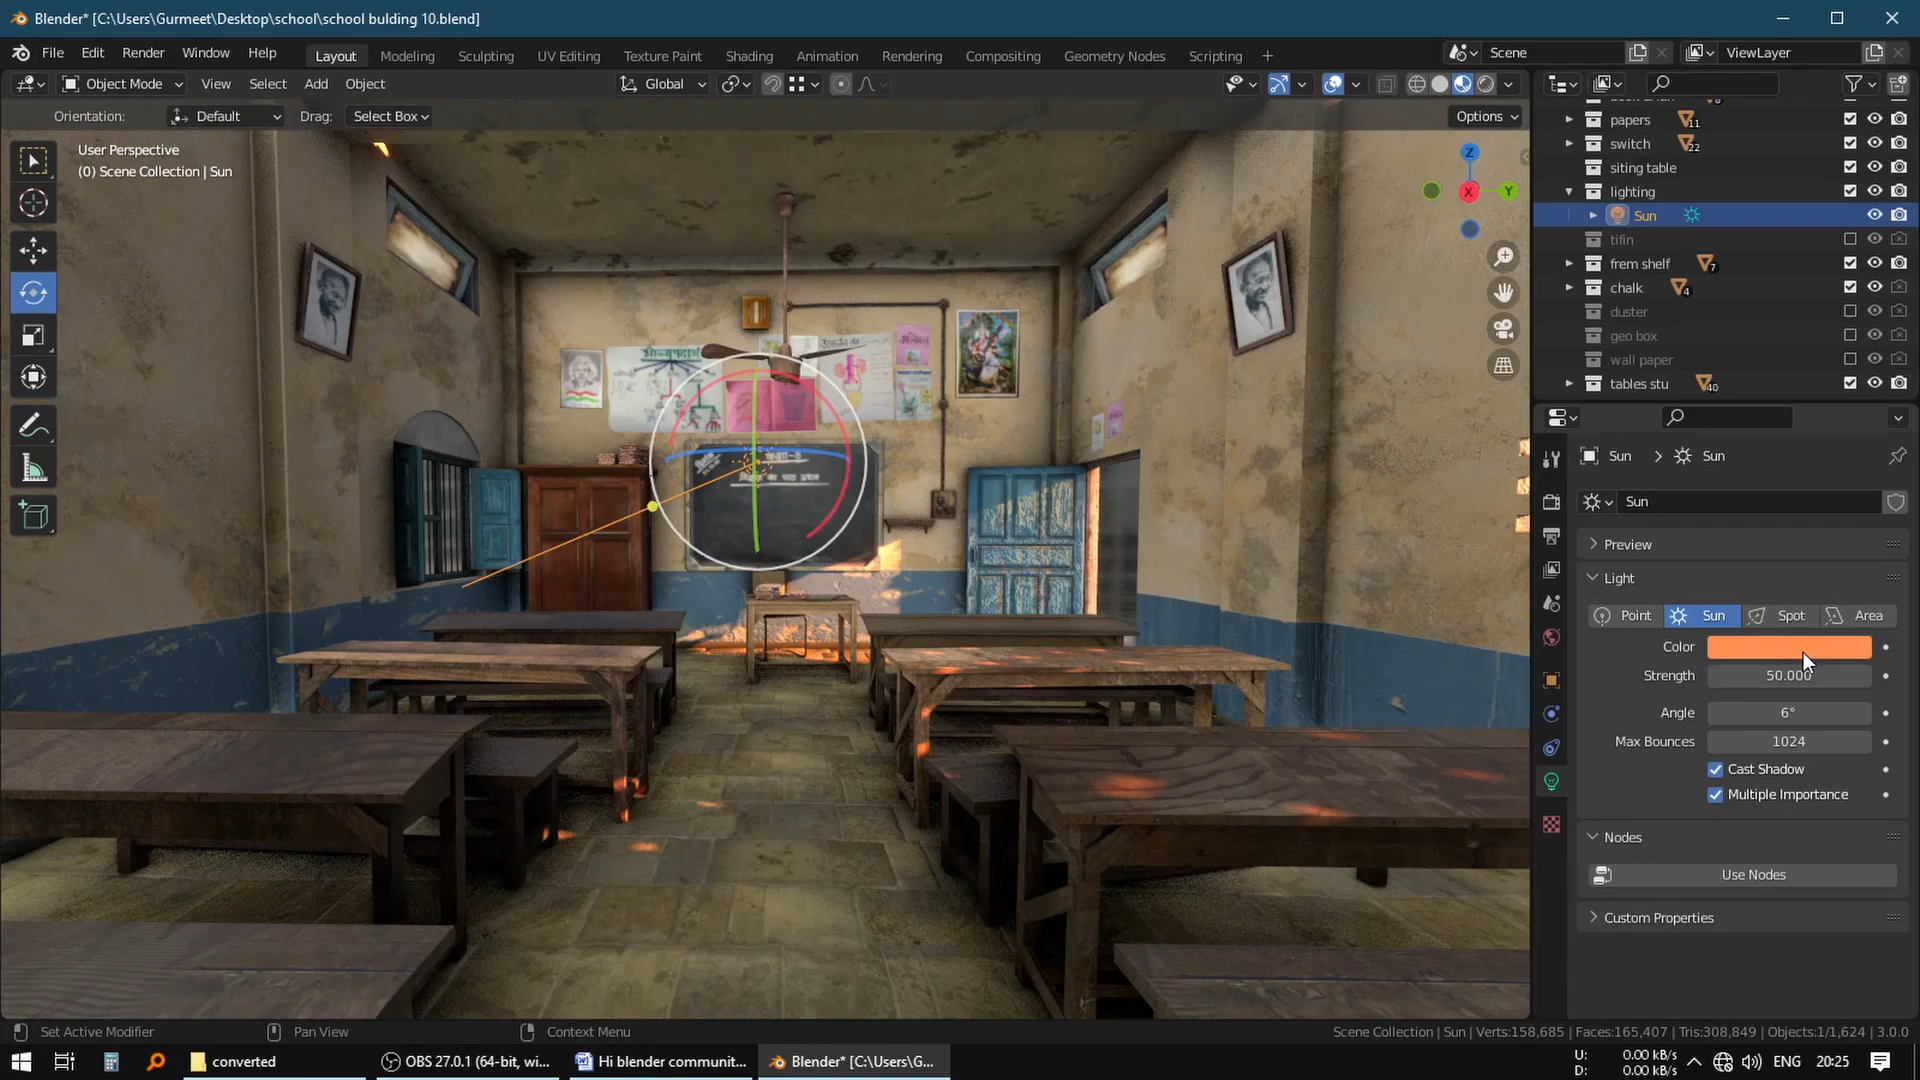 Blender* [C:\Users\Gurmeet\Desktop\school\school bulding 10.blend]
File Edit Render Window Help Layout Modeling Sculpting UV Editing Texture Paint Shading Animation Rendering Compositing Geometry Nodes Scripting + Scene ViewLayer
Object Mode View Select Add Object Global
Orientation: Default Drag: Select Box Options
User Perspective
(0) Scene Collection | Sun
Z
X
Y
papers 11
switch 22
siting table
lighting
Sun
tifin
frem shelf 7
chalk 4
duster
geo box
wall paper
tables stu 40
Sun > Sun
Sun
Preview
Light
Point Sun Spot Area
Color
Strength 50.000
Angle 6°
Max Bounces 1024
Cast Shadow
Multiple Importance
Nodes
Use Nodes
Custom Properties
Set Active Modifier Pan View Context Menu Scene Collection | Sun | Verts:158,685 | Faces:165,407 | Tris:308,849 | Objects:1/1,624 | 3.0.0
converted OBS 27.0.1 (64-bit, wi... Hi blender communit... Blender* [C:\Users\G...
U: 0.00 kB/s
D: 0.00 kB/s
ENG 20:25